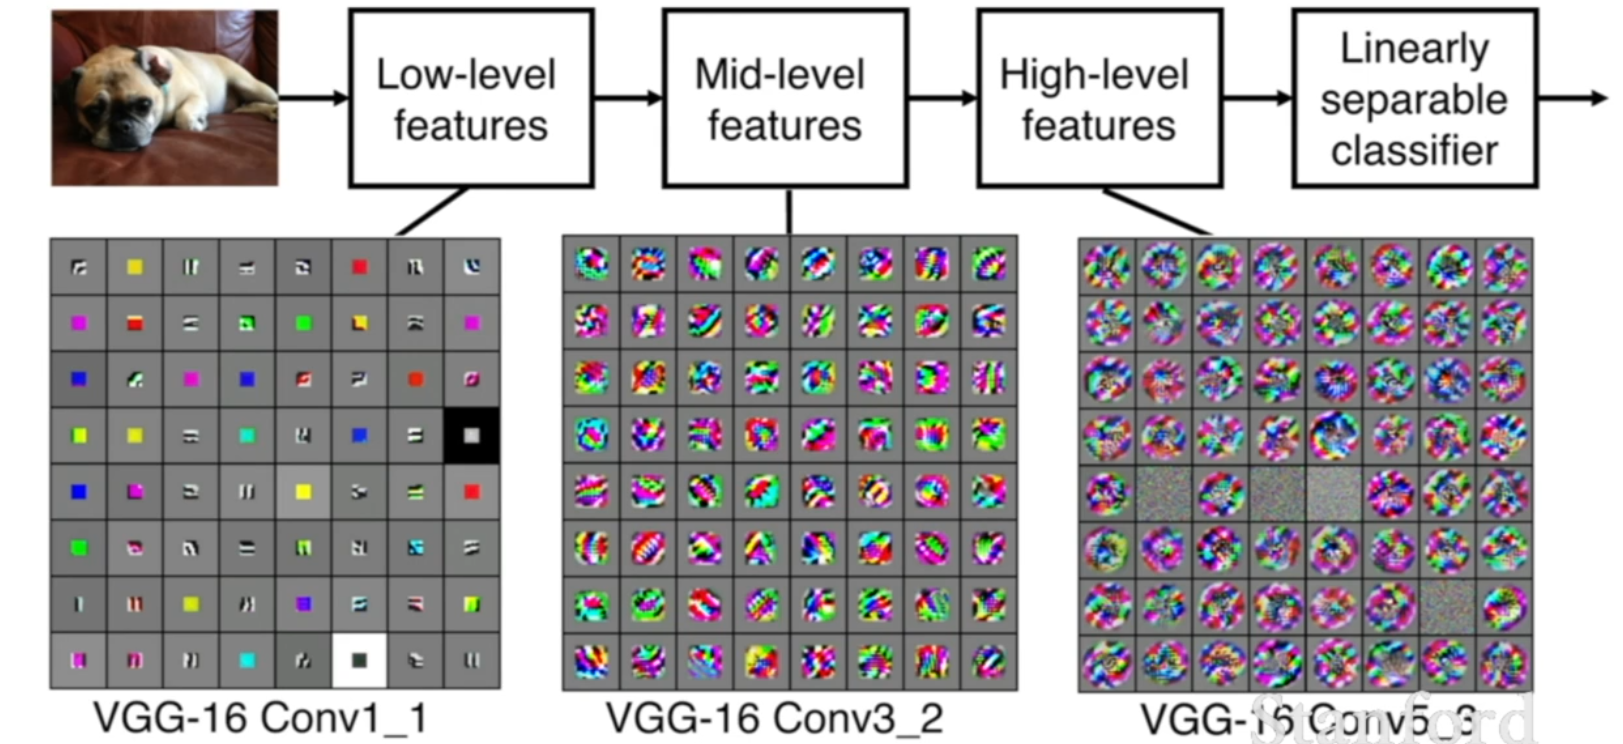 Low-level
features
Mid-level
features
High-level
features
Linearly
separable
classifier
VGG-16 Conv1_1
VGG-16 Conv3_2
VGG-16 Conv5_3
Stanford